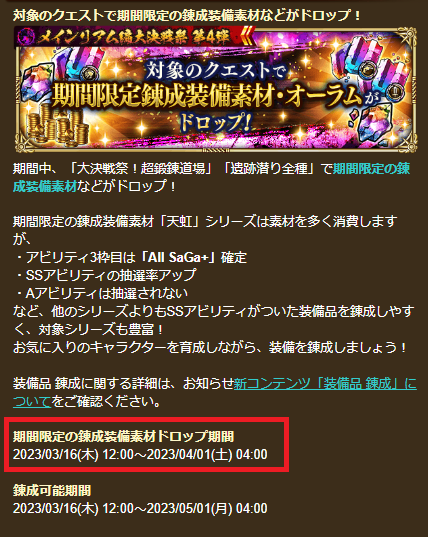 対象のクエストで期間限定の錬成装備素材などがドロップ！
メインリアム編大決戦祭 第4弾
対象のクエストで
期間限定錬成装備素材・オーラムが
ドロップ!
期間中、「大決戦祭！超鍛錬道場」「遺跡潜り全種」で期間限定の錬
成装備素材などがドロップ！
期間限定の錬成装備素材「天虹」シリーズは素材を多く消費します
が、
・アビリティ3枠目は「All SaGa+」確定
・SSアビリティの抽選率アップ
・Aアビリティは抽選されない
など、他のシリーズよりもSSアビリティがついた装備品を錬成しやす
く、対象シリーズも豊富！
お気に入りのキャラクターを育成しながら、装備を錬成しましょう！
装備品 錬成に関する詳細は、お知らせ新コンテンツ「装備品 錬成」に
ついてをご確認ください。
期間限定の錬成装備素材ドロップ期間
2023/03/16(木) 12:00～2023/04/01(土) 04:00
錬成可能期間
2023/03/16(木) 12:00～2023/05/01(月) 04:00